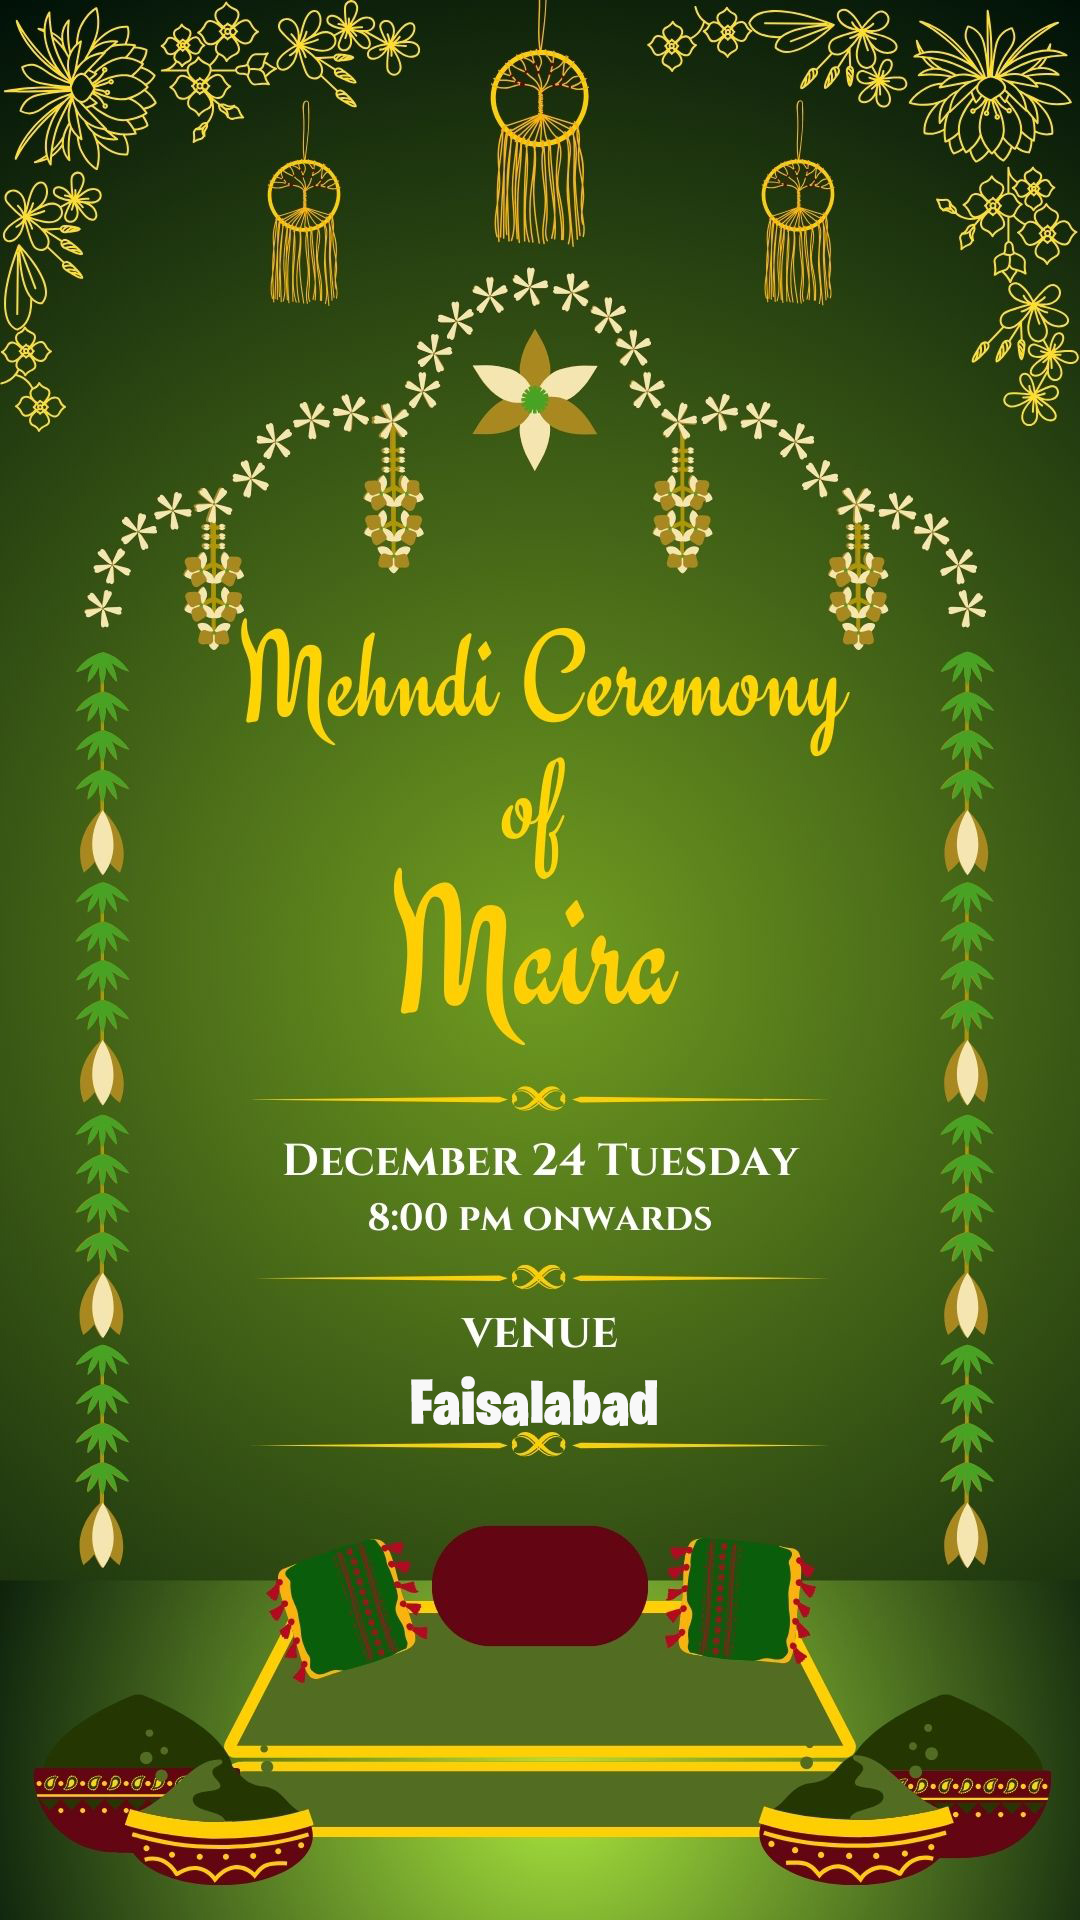 Mehndi Ceremony
of
Maira
December 24 Tuesday
8:00 PM ONWARDS
VENUE
Faisalabad